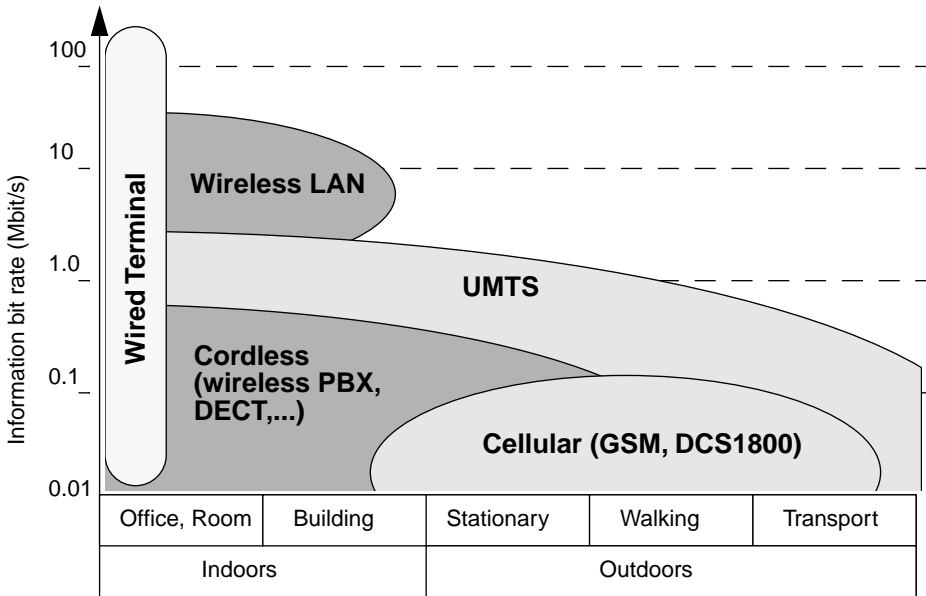 Information bit rate (Mbit/s)
100
10
1.0
0.1
0.01
Wired Terminal
Wireless LAN
UMTS
Cordless
(wireless PBX,
DECT,...)
Cellular (GSM, DCS1800)
Office, Room
Building
Stationary
Walking
Transport
Indoors
Outdoors